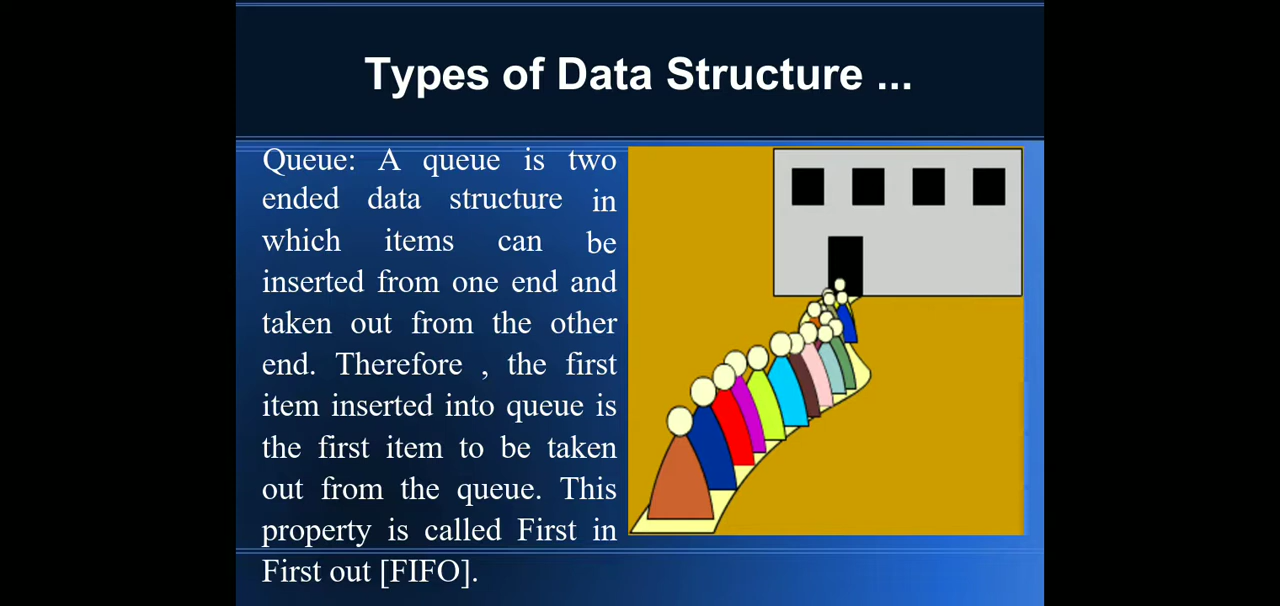 Types of Data Structure ...
Queue: A queue is two
ended data structure in
which items can be
inserted from one end and
taken out from the other
end. Therefore , the first
item inserted into queue is
the first item to be taken
out from the queue. This
property is called First in
First out [FIFO].